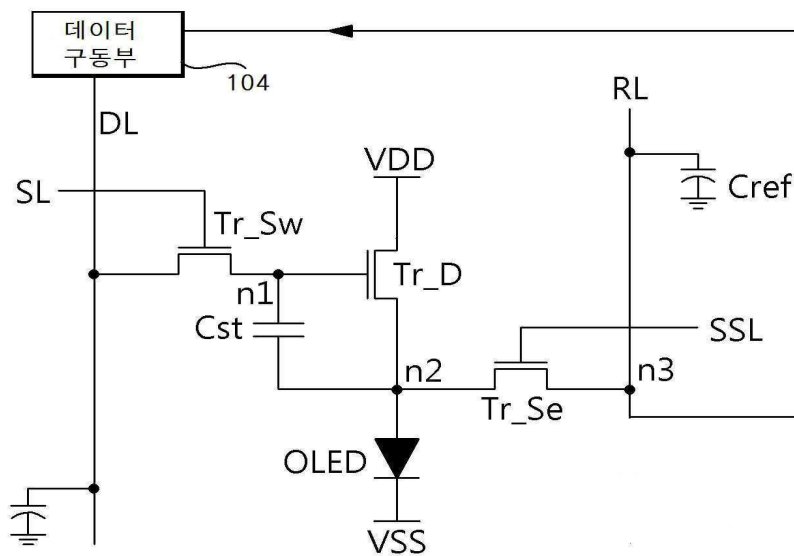 데이터
구동부
104
DL
RL
VDD
SL
Cref
Tr_Sw
Tr_D
n1
Cst
SSL
n2
n3
Tr_Se
OLED
VSS